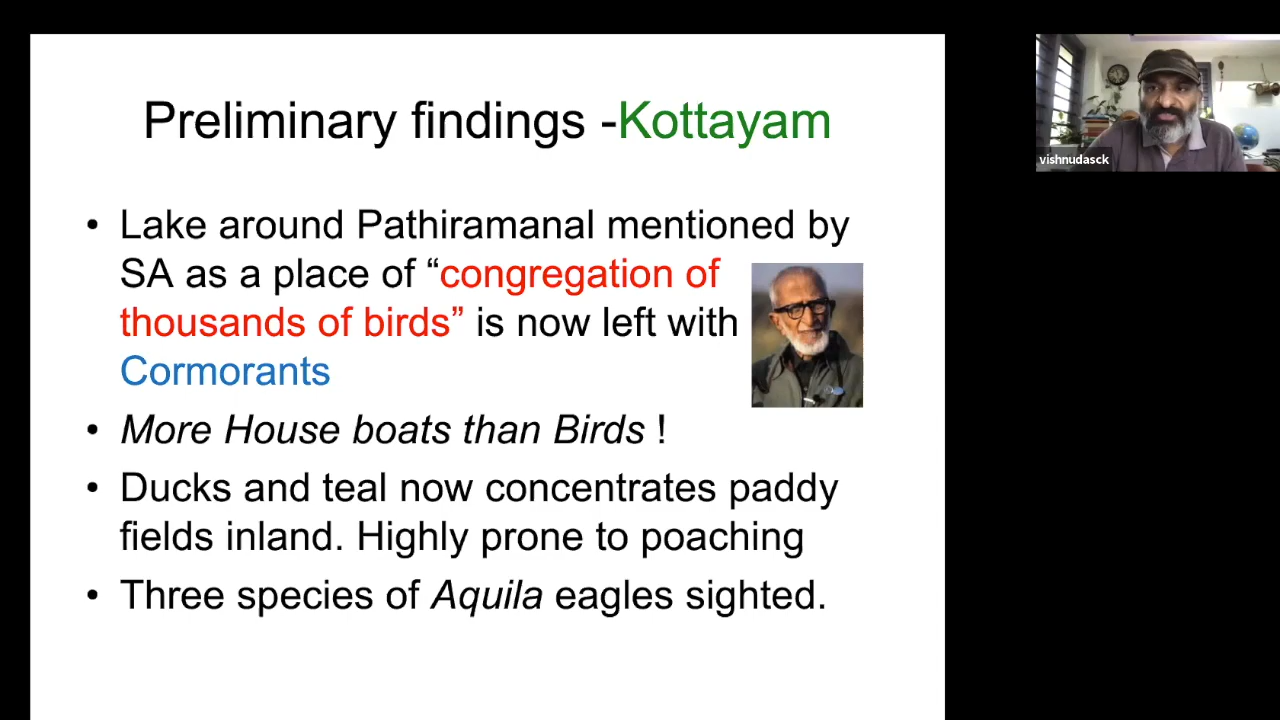 Preliminary findings -Kottayam
• Lake around Pathiramanal mentioned by
SA as a place of “congregation of
thousands of birds” is now left with
Cormorants
• More House boats than Birds !
• Ducks and teal now concentrates paddy
fields inland. Highly prone to poaching
• Three species of Aquila eagles sighted.
vishnudasck